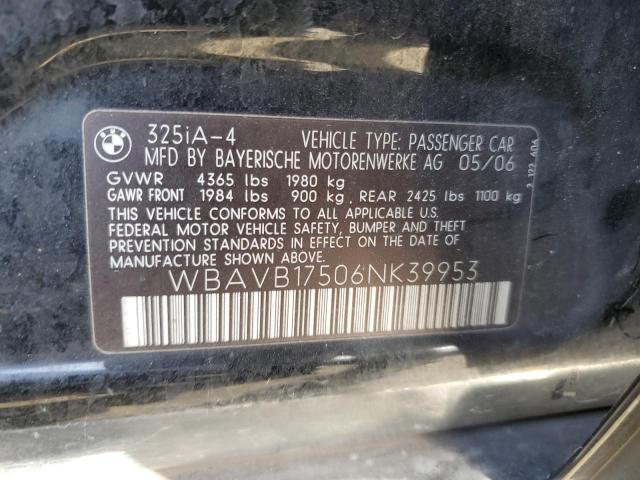 BMW
325iA-4 VEHICLE TYPE: PASSENGER CAR
MFD BY BAYERISCHE MOTORENWERKE AG 05/06
GVWR 4365 lbs 1980 kg
GAWR FRONT 1984 lbs 900 kg, REAR 2425 lbs 1100 kg
THIS VEHICLE CONFORMS TO ALL APPLICABLE U.S.
FEDERAL MOTOR VEHICLE SAFETY, BUMPER AND THEFT
PREVENTION STANDARDS IN EFFECT ON THE DATE OF
MANUFACTURE SHOWN ABOVE.
WBAVB17506NK39953